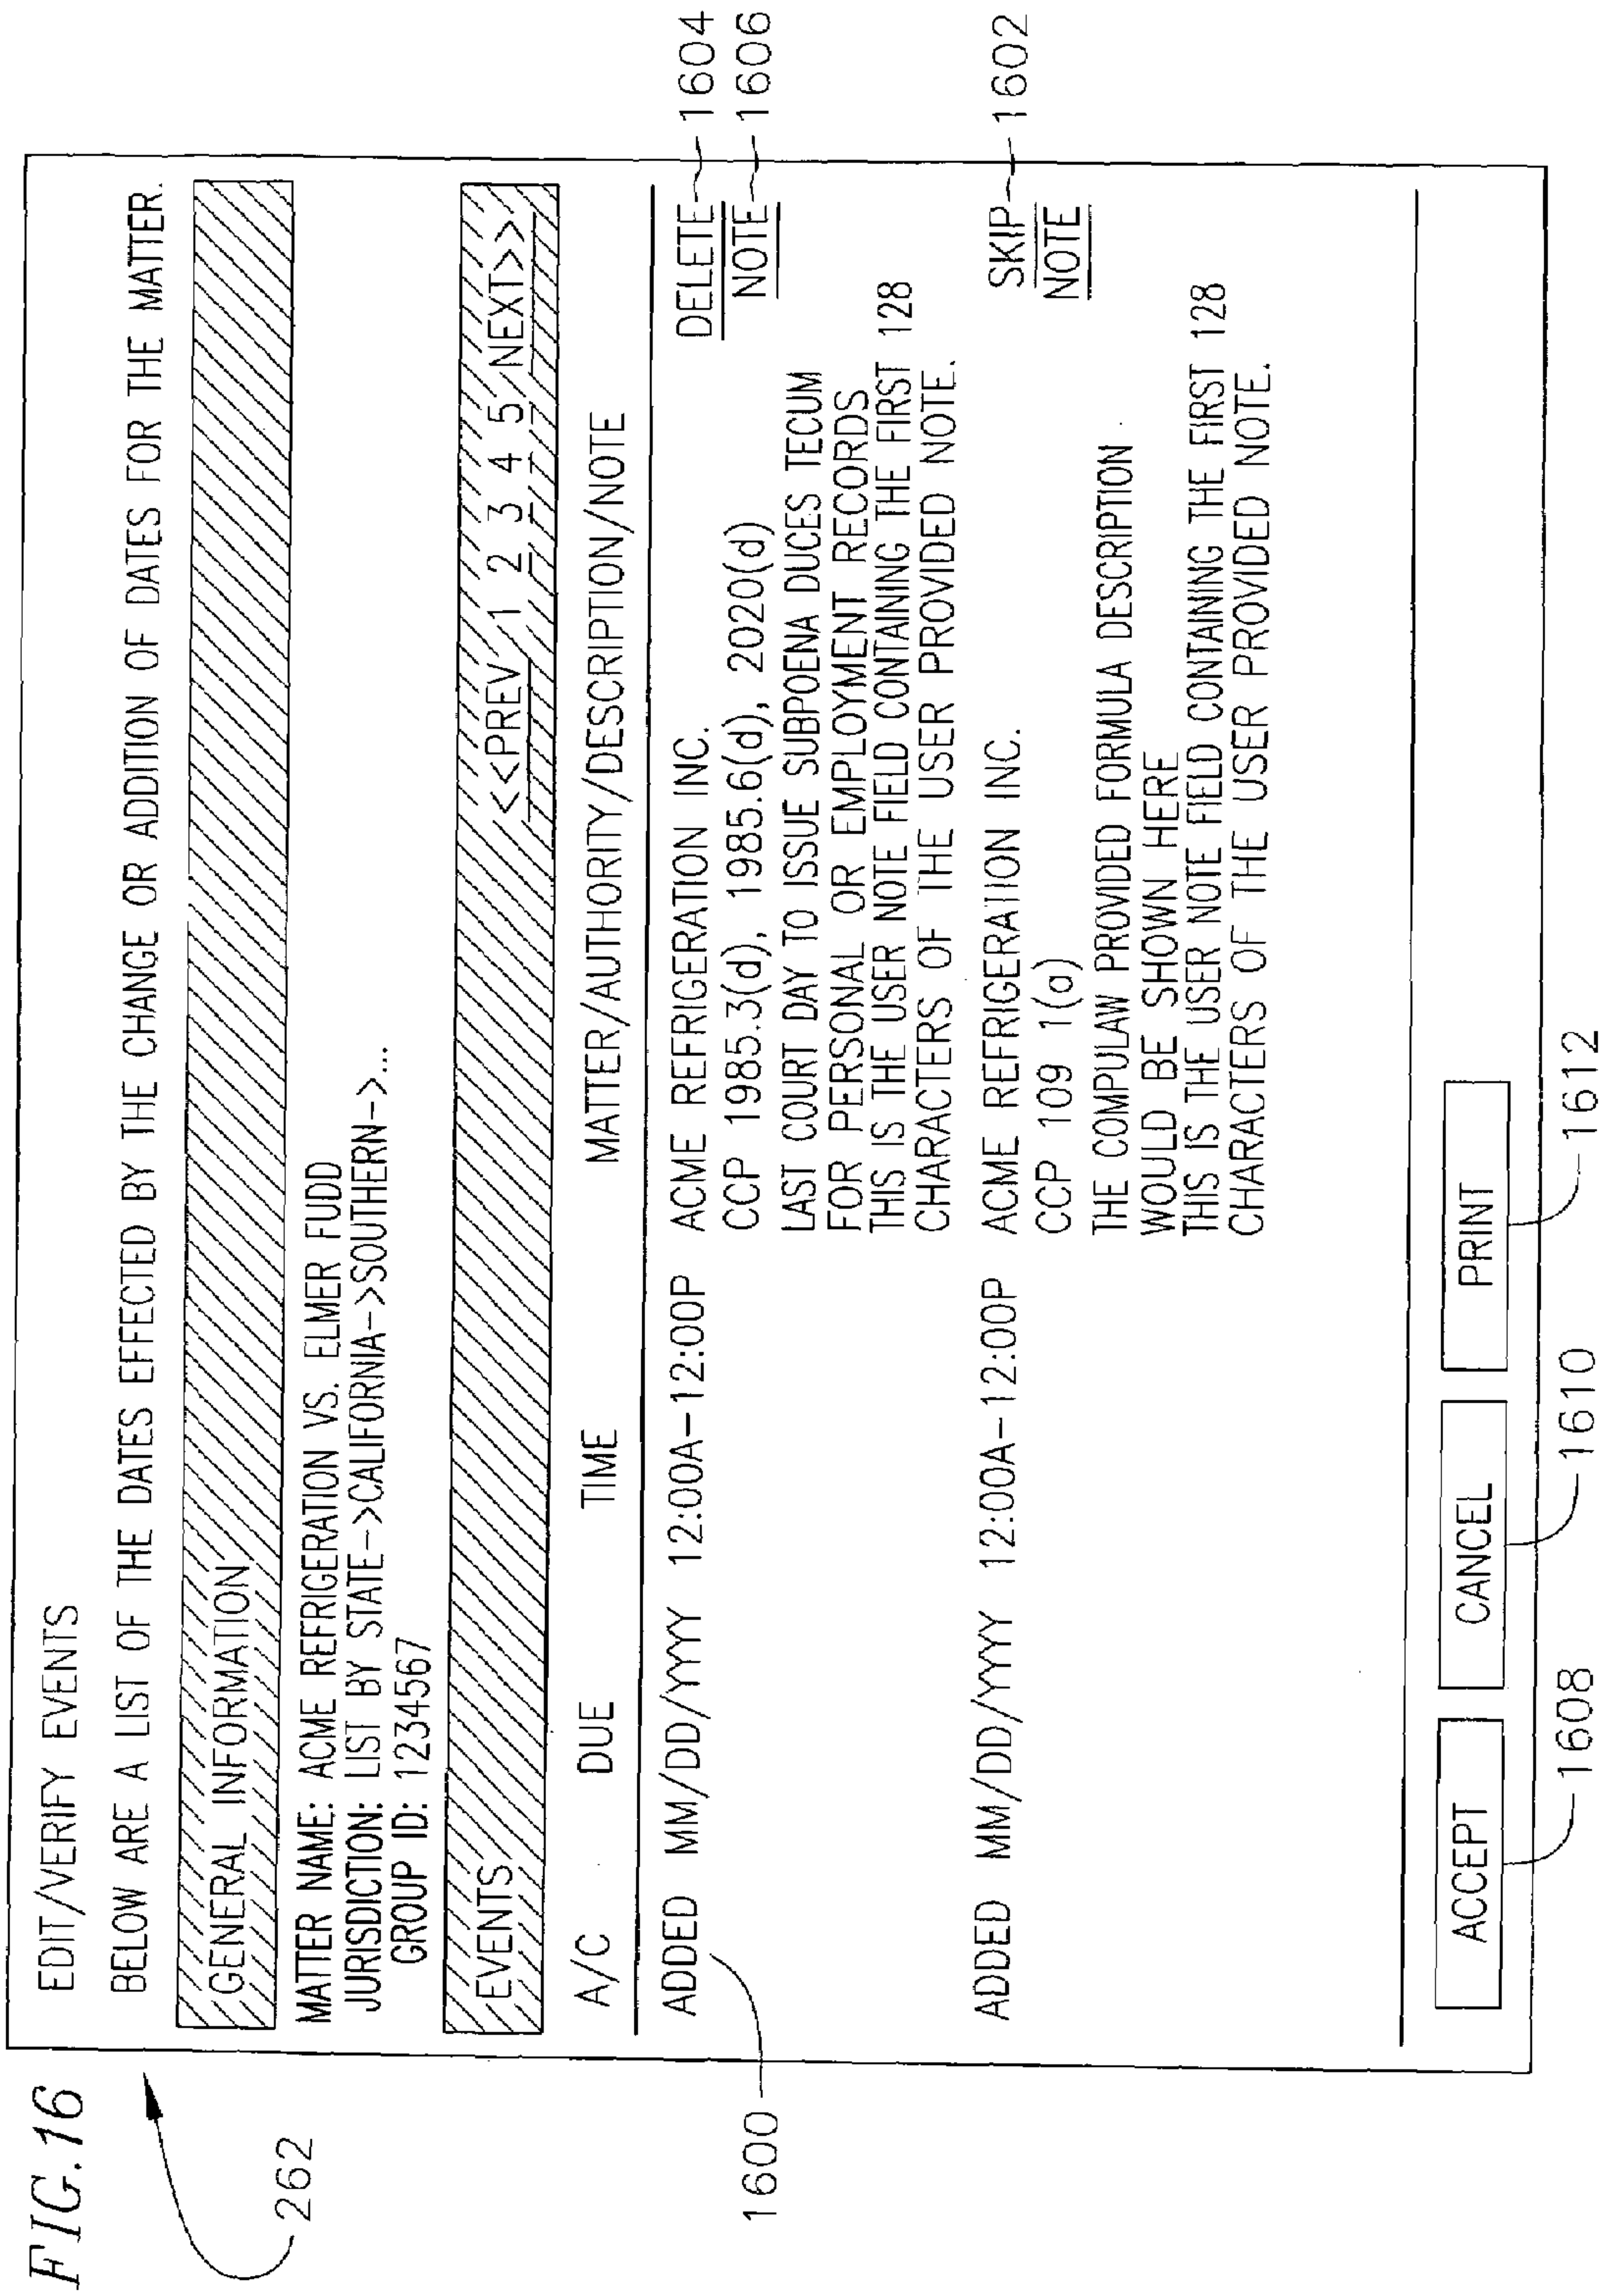 FIG.16
262
EDIT/VERIFY EVENTS
BELOW ARE A LIST OF THE DATES EFFECTED BY THE CHANGE OR ADDITION OF DATES FOR THE MATTER.
GENERAL INFORMATION
MATTER NAME: ACME REFRIGERATION VS. ELMER FUDD
JURISDICTION: LIST BY STATE->CALIFORNIA->SOUTHERN->...
GROUP ID: 1234567
EVENTS <<PREV 1 2 3 4 5 NEXT>>
A/C DUE TIME MATTER/AUTHORITY/DESCRIPTION/NOTE
ADDED MM/DD/YYYY 12:00A-12:00P ACME REFRIGERATION INC. DELETE 1604
CCP 1985.3(d), 1985.6(d), 2020(d) NOTE 1606
1600
LAST COURT DAY TO ISSUE SUBPOENA DUCES TECUM
FOR PERSONAL OR EMPLOYMENT RECORDS
THIS IS THE USER NOTE FIELD CONTAINING THE FIRST 128
CHARACTERS OF THE USER PROVIDED NOTE.
ADDED MM/DD/YYYY 12:00A-12:00P ACME REFRIGERATION INC. SKIP 1602
CCP 109 1(a) NOTE
THE COMPULAW PROVIDED FORMULA DESCRIPTION
WOULD BE SHOWN HERE
THIS IS THE USER NOTE FIELD CONTAINING THE FIRST 128
CHARACTERS OF THE USER PROVIDED NOTE.
ACCEPT CANCEL PRINT
1608 1610 1612